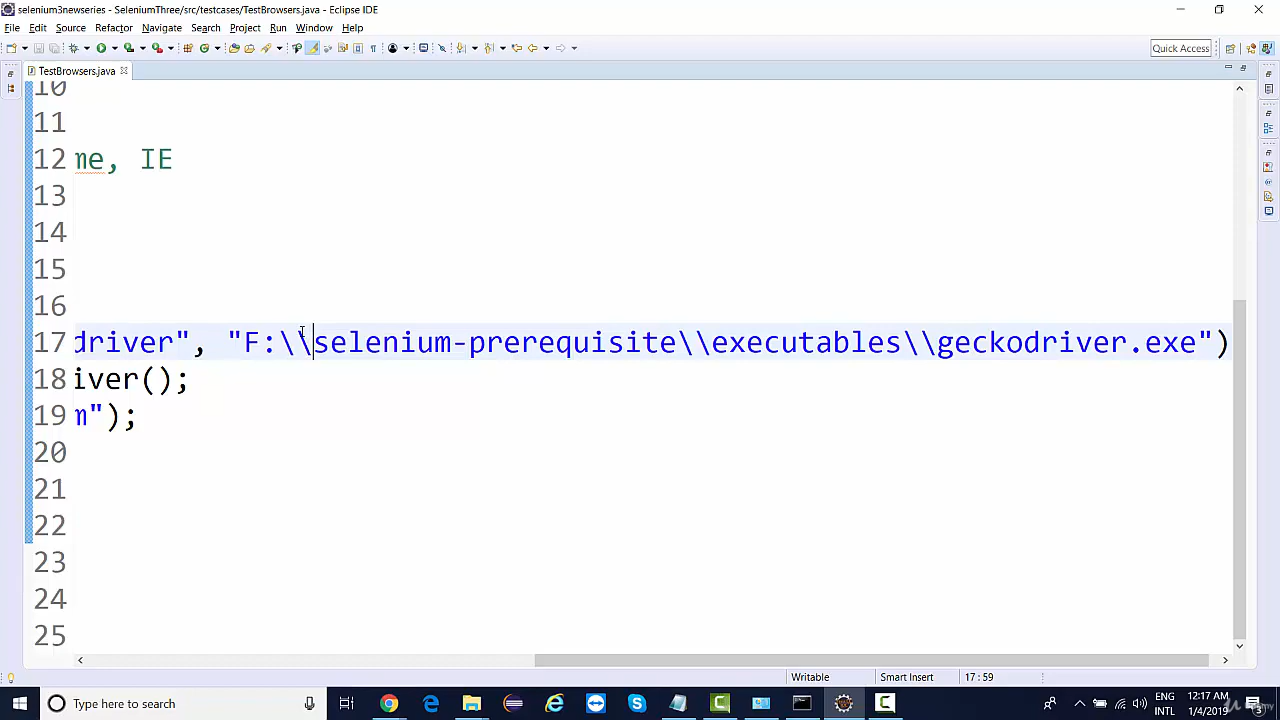 selenium3newseries - SeleniumThree/src/testcases/TestBrowsers.java - Eclipse IDE
File Edit Source Refactor Navigate Search Project Run Window Help
Quick Access
TestBrowsers.java
10
11
12 me, IE
13
14
15
16
17 driver", "F:\\selenium-prerequisite\\executables\\geckodriver.exe")
18 iver();
19 m");
20
21
22
23
24
25
Writable Smart Insert 17 : 59
Type here to search
ENG 12:17 AM
INTL 1/4/2019